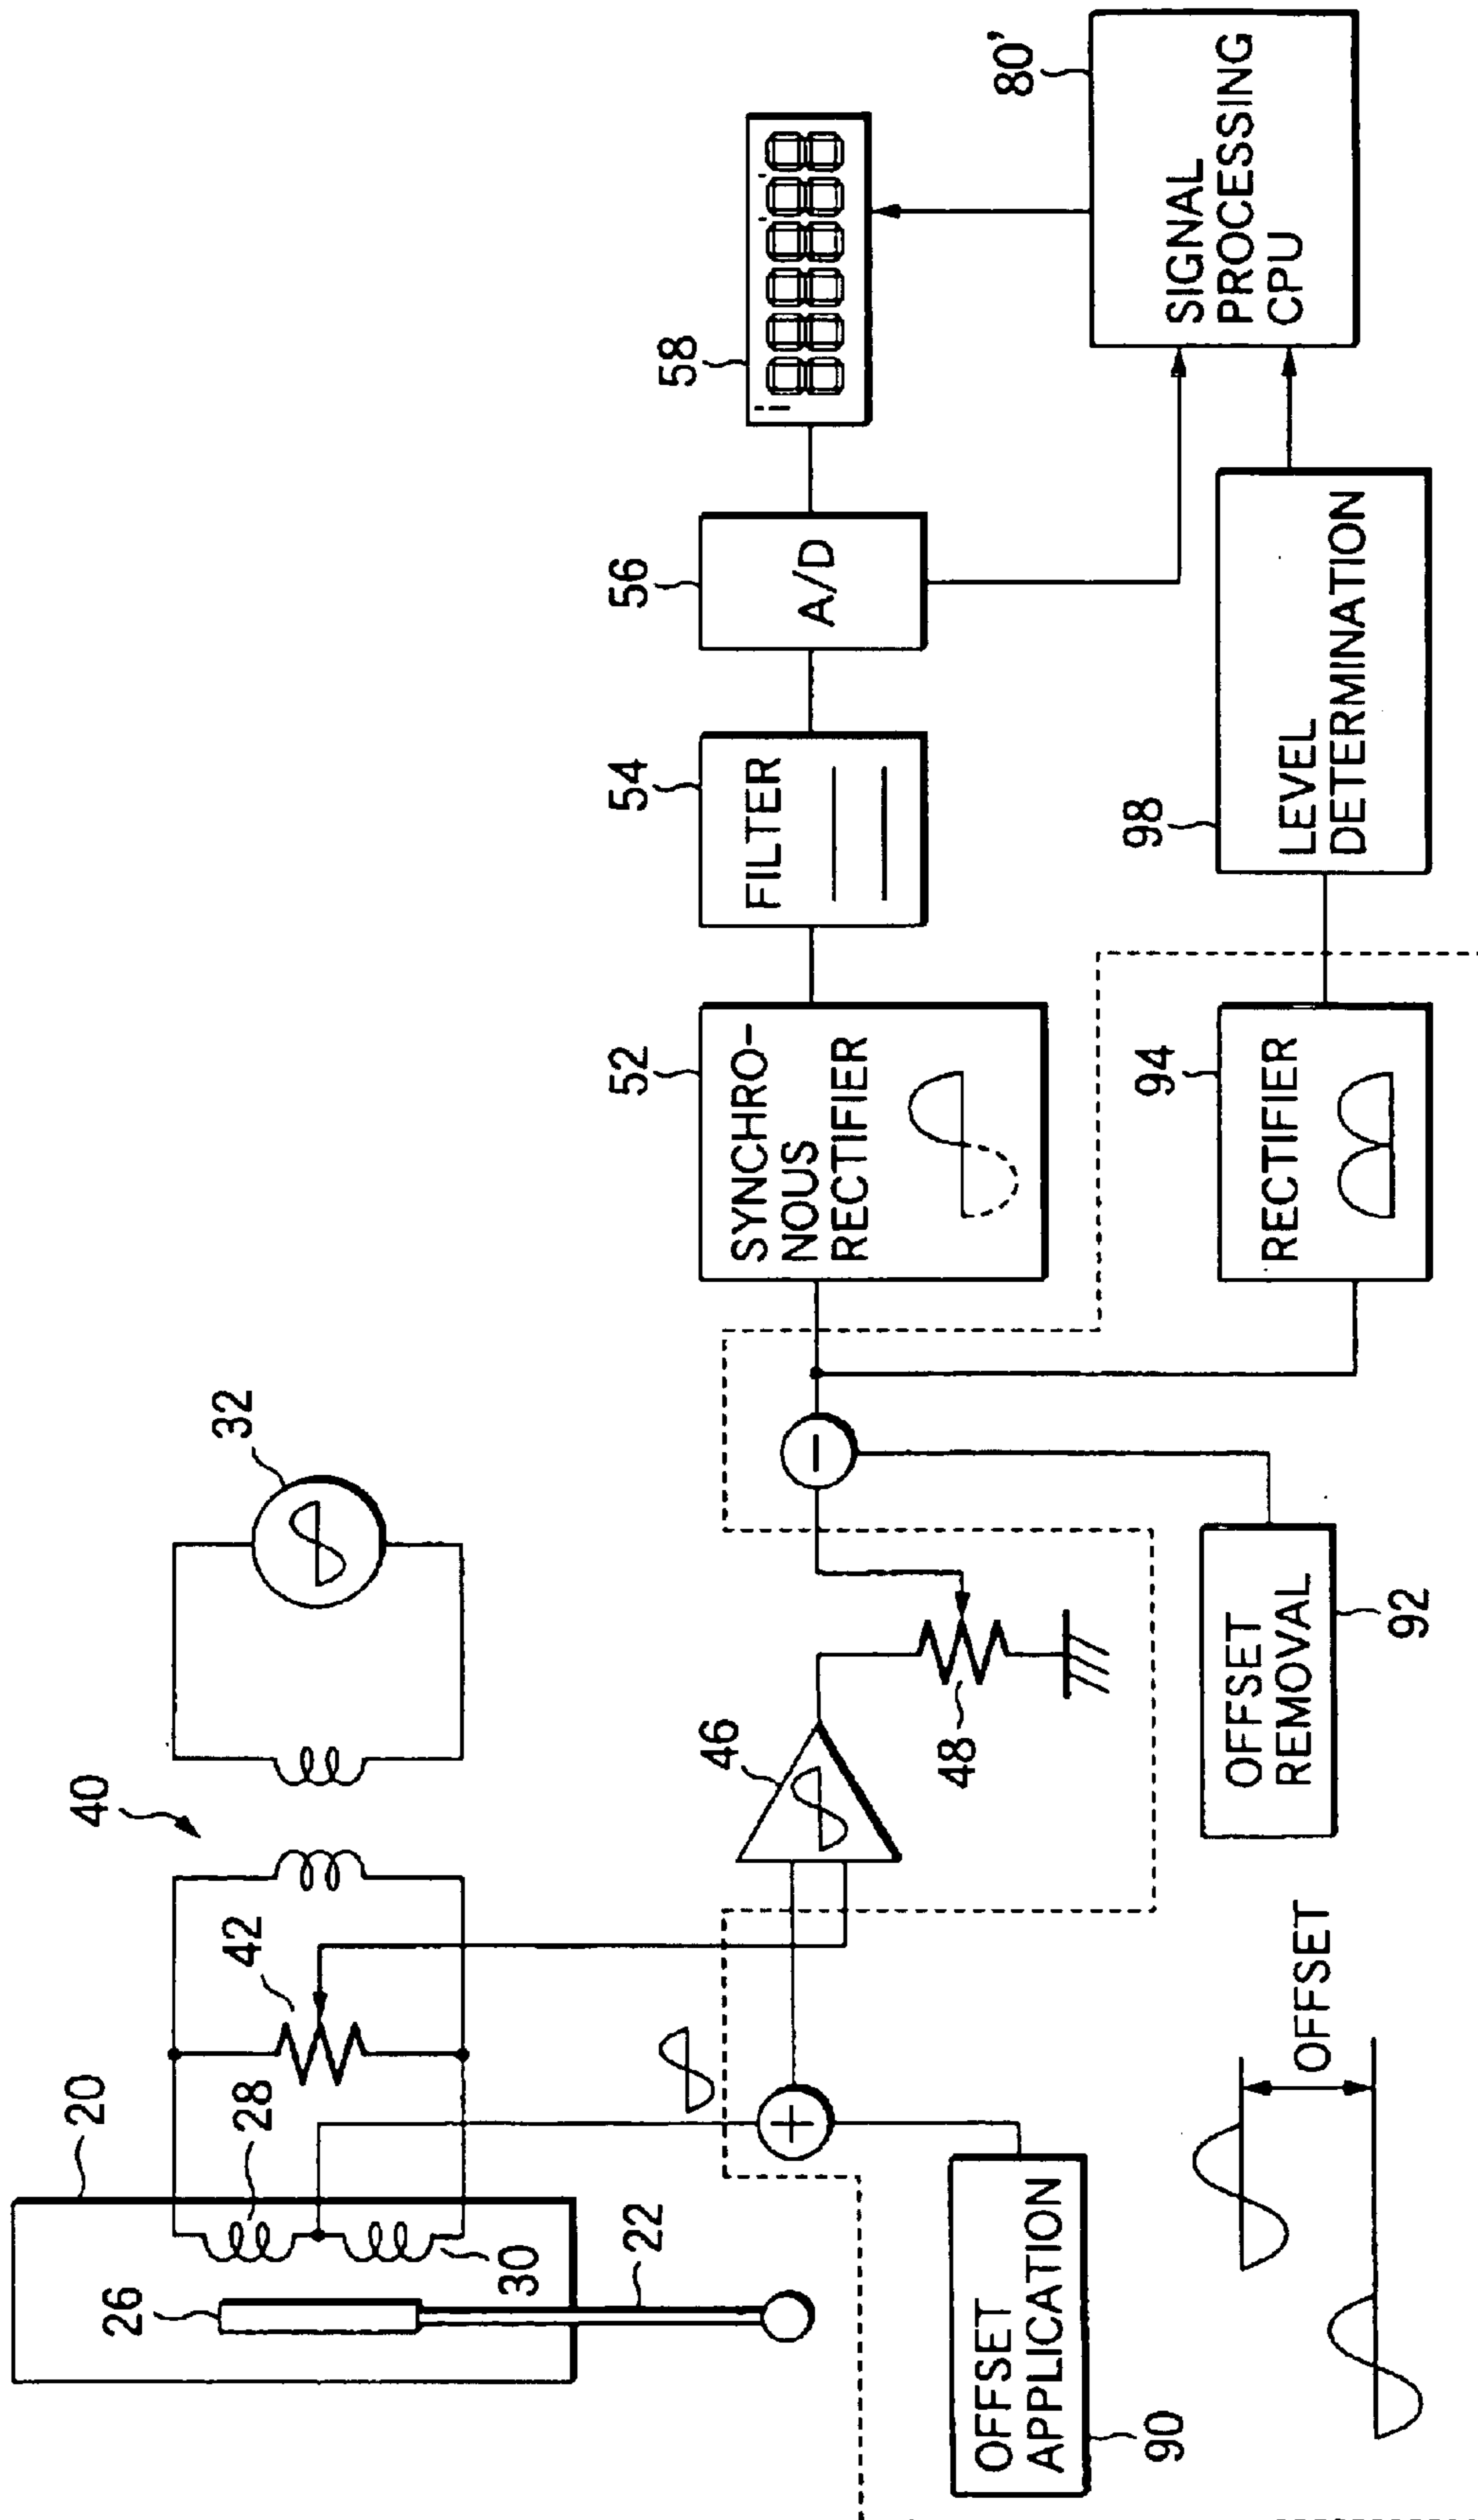 20
26
28
30
22
42
40
32
46
48
52
SYNCHRO-
NOUS
RECTIFIER
54
FILTER
56
A/D
58
80'
SIGNAL
PROCESSING
CPU
90
OFFSET
APPLICATION
OFFSET
OFFSET
REMOVAL
92
94
RECTIFIER
98
LEVEL
DETERMINATION